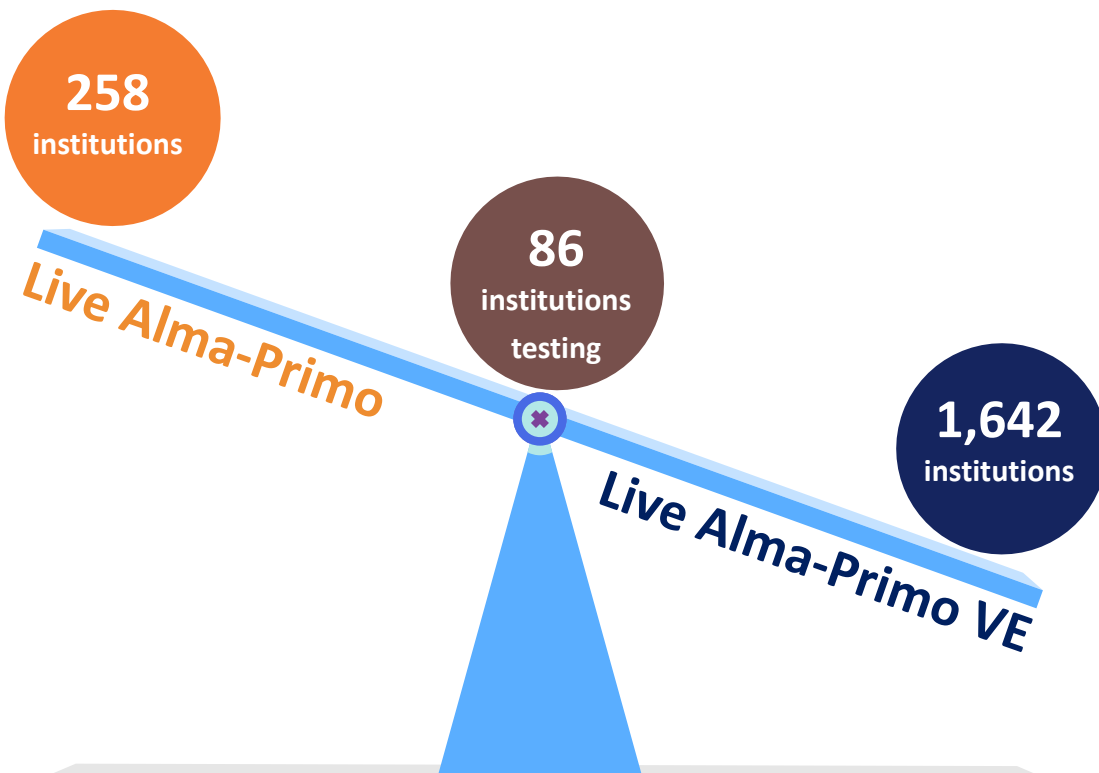 258
institutions
Live Alma-Primo
86
institutions
testing
1,642
institutions
Live Alma-Primo VE